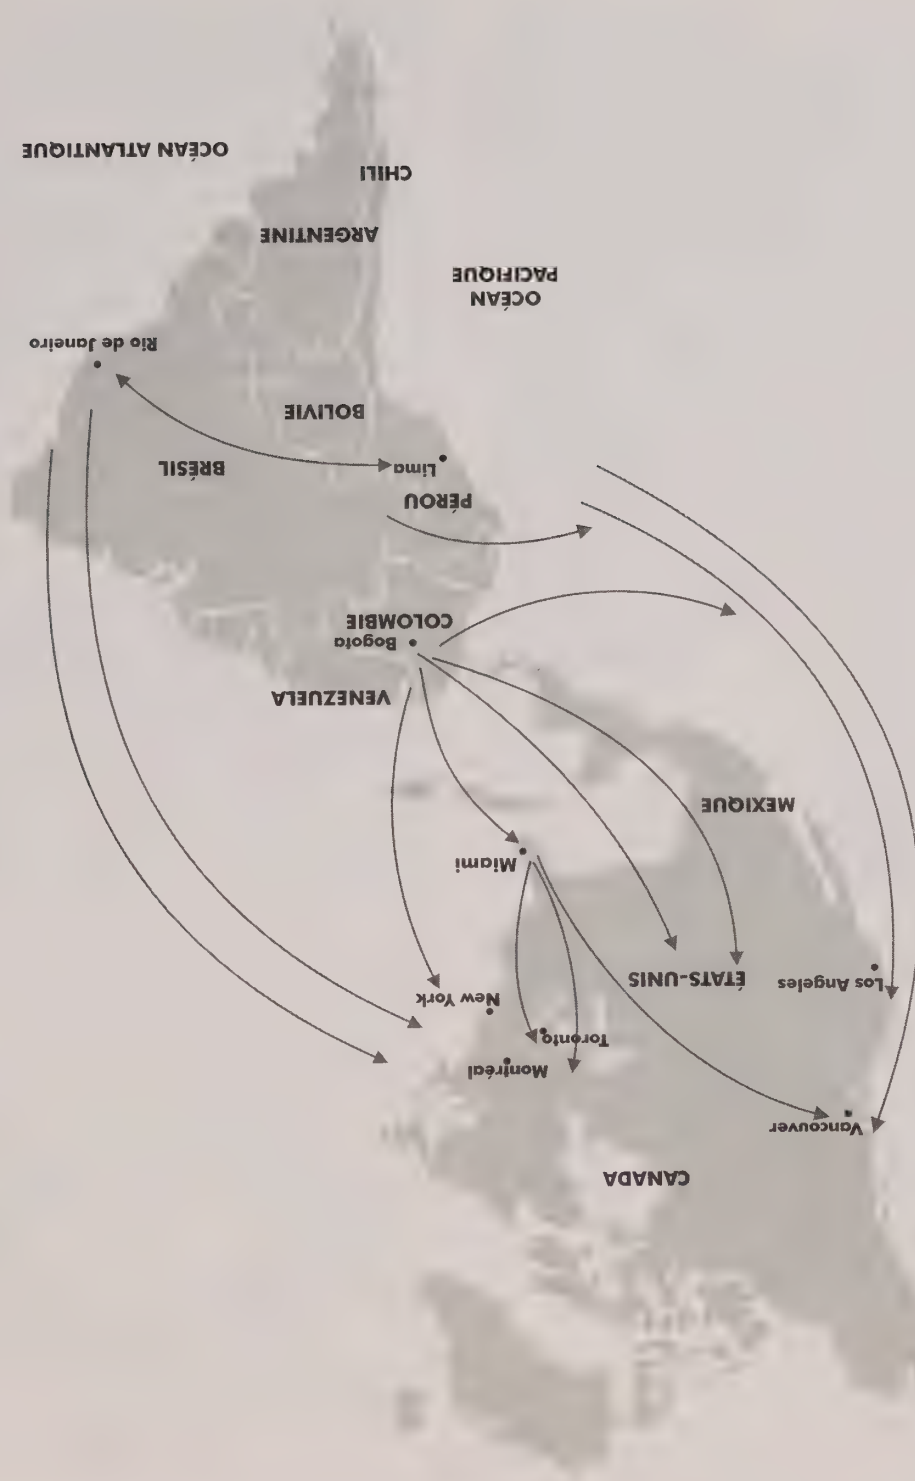 CANADA
Vancouver
Montréal
Toronto
New York
Los Angeles
ÉTATS-UNIS
Miami
MEXIQUE
VENEZUELA
Bogota
COLOMBIE
PÉROU
Lima
BRÉSIL
BOLIVIE
Rio de Janeiro
OCÉAN
PACIFIQUE
ARGENTINE
CHILI
OCÉAN ATLANTIQUE